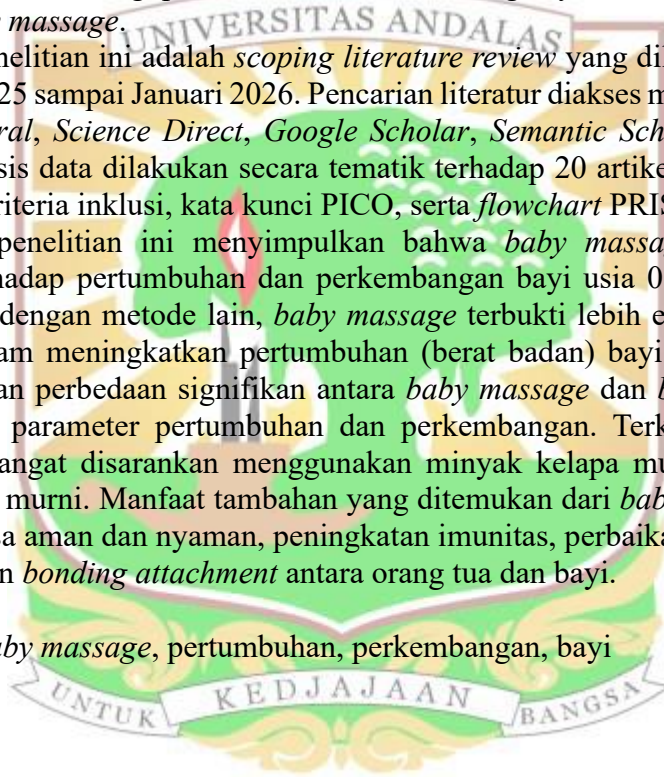 massage.
UNIVERSITAS ANDALAS
nelitian ini adalah scoping literature review yang dil
25 sampai Januari 2026. Pencarian literatur diakses m
ral, Science Direct, Google Scholar, Semantic Sch
sis data dilakukan secara tematik terhadap 20 artike
riteria inklusi, kata kunci PICO, serta flowchart PRIS
penelitian ini menyimpulkan bahwa baby massa
hadap pertumbuhan dan perkembangan bayi usia 0
dengan metode lain, baby massage terbukti lebih e
am meningkatkan pertumbuhan (berat badan) bayi
an perbedaan signifikan antara baby massage dan b
parameter pertumbuhan dan perkembangan. Terk
angat disarankan menggunakan minyak kelapa mu
murni. Manfaat tambahan yang ditemukan dari bab
sa aman dan nyaman, peningkatan imunitas, perbaika
n bonding attachment antara orang tua dan bayi.
aby massage, pertumbuhan, perkembangan, bayi
UNTUK KEDJAJAAN BANGSA